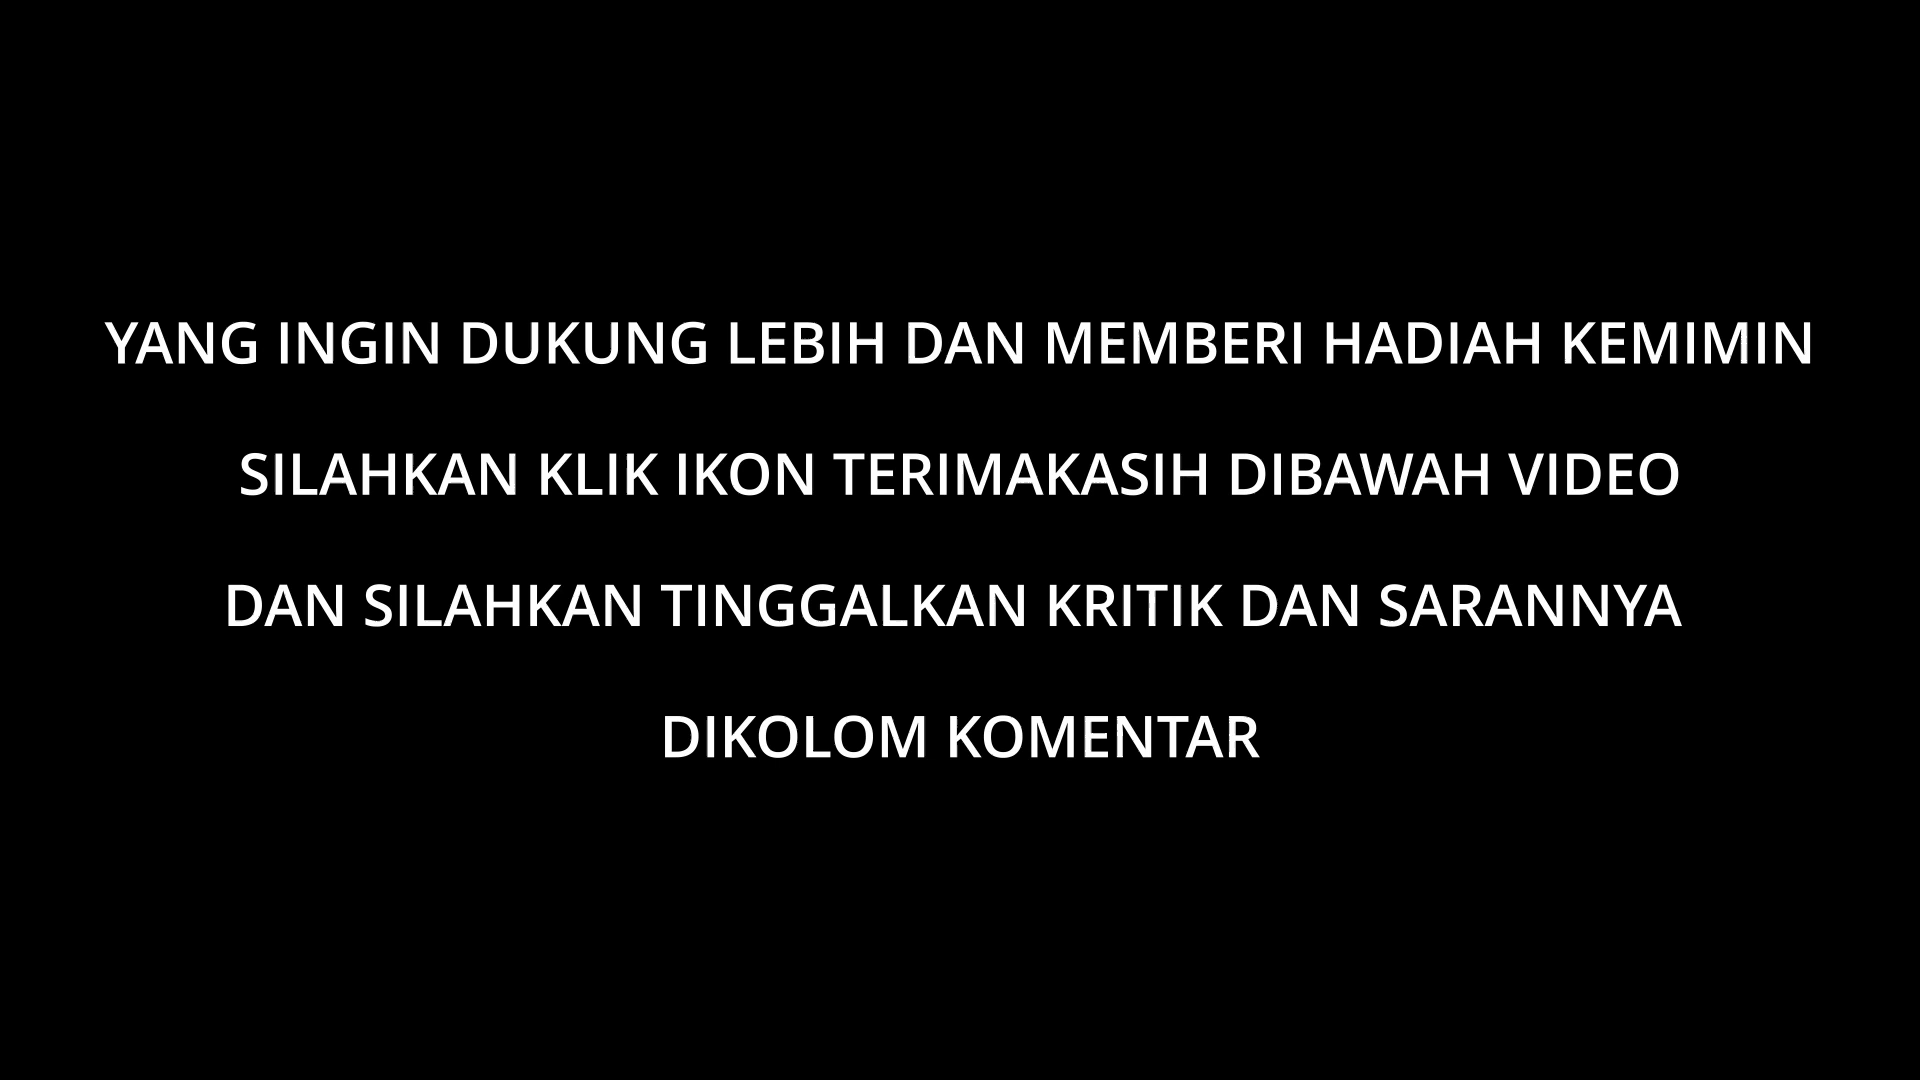 YANG INGIN DUKUNG LEBIH DAN MEMBERI HADIAH KEMIMIN
SILAHKAN KLIK IKON TERIMAKASIH DIBAWAH VIDEO
DAN SILAHKAN TINGGALKAN KRITIK DAN SARANNYA
DIKOLOM KOMENTAR